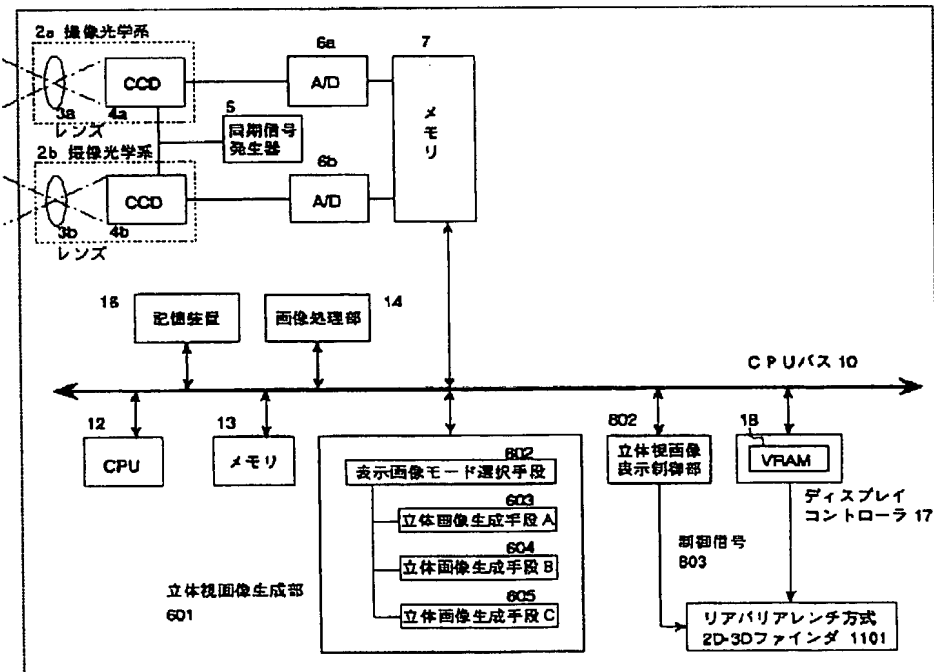 2a 撮像光学系
CCD
3a
4a
レンズ
6a
A/D
7
メモリ
5
同期信号
発生器
2b 撮像光学系
CCD
3b
4b
レンズ
6b
A/D
16
記憶装置
画像処理部
14
CPUバス 10
12
CPU
13
メモリ
602
表示画像モード選択手段
603
立体画像生成手段A
604
立体画像生成手段B
605
立体画像生成手段C
立体視画像生成部
601
802
立体視画像
表示制御部
18
VRAM
ディスプレイ
コントローラ 17
制御信号
803
リアバリアレンチ方式
2D-3Dファインダ 1101